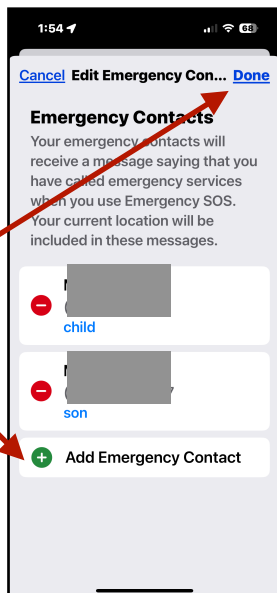 1:54
68
Cancel Edit Emergency Con... Done
Emergency Contacts
Your emergency contacts will
receive a message saying that you
have called emergency services
when you use Emergency SOS.
Your current location will be
included in these messages.
child
7
son
Add Emergency Contact